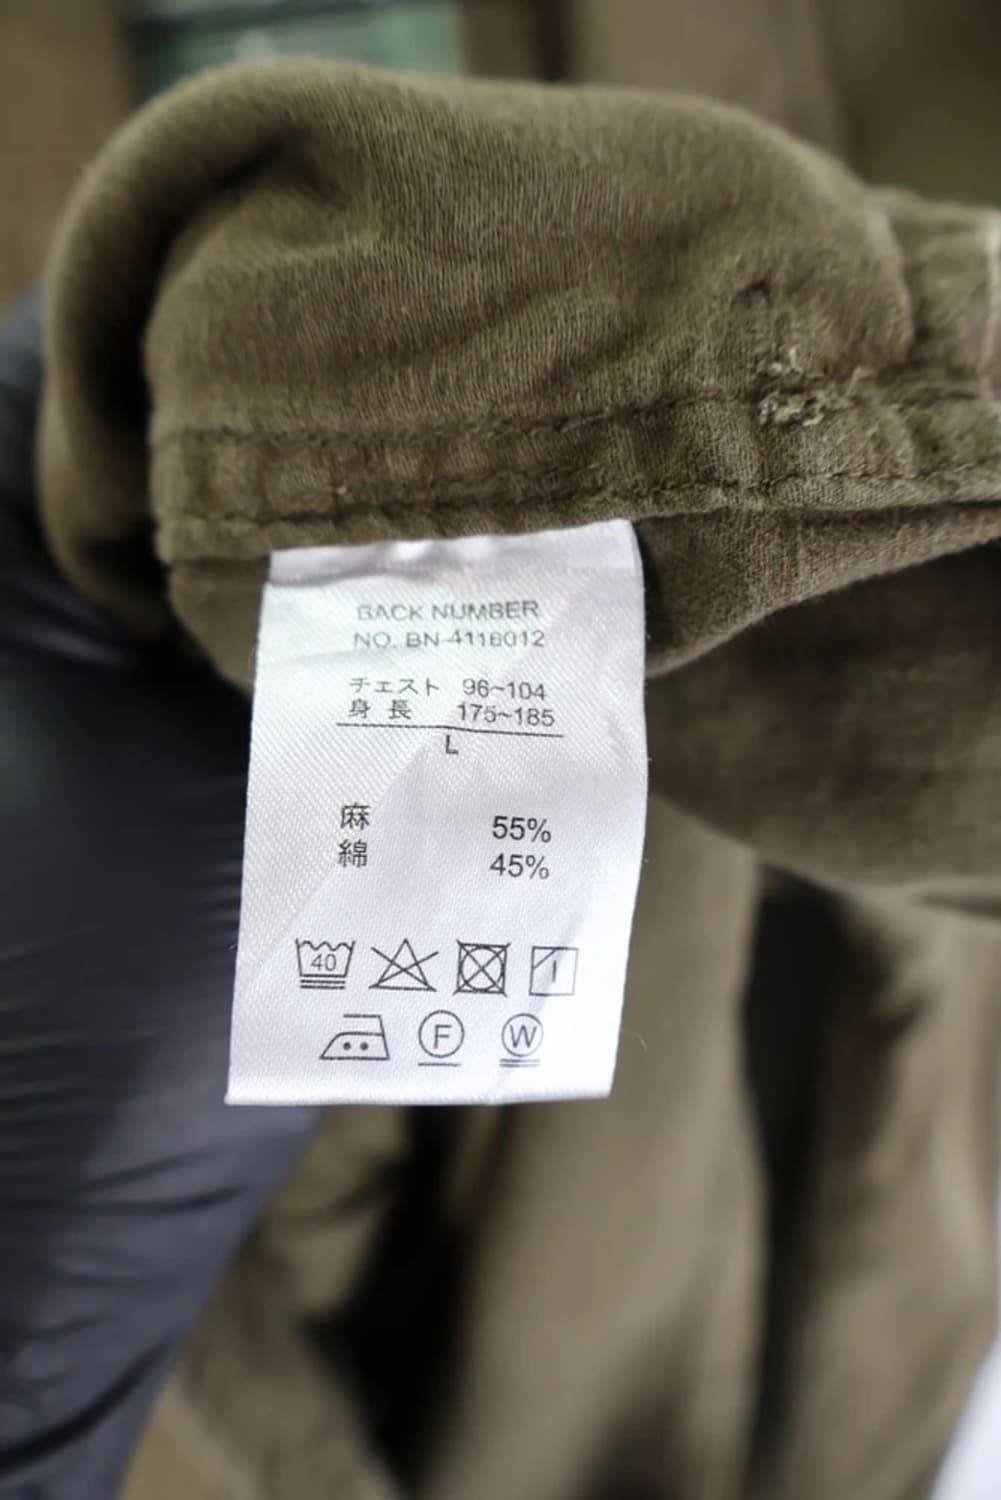 BACK NUMBER
NO. BN-4116012
チェスト 96~104
身長 175~185
L
麻 55%
綿 45%
40
F W